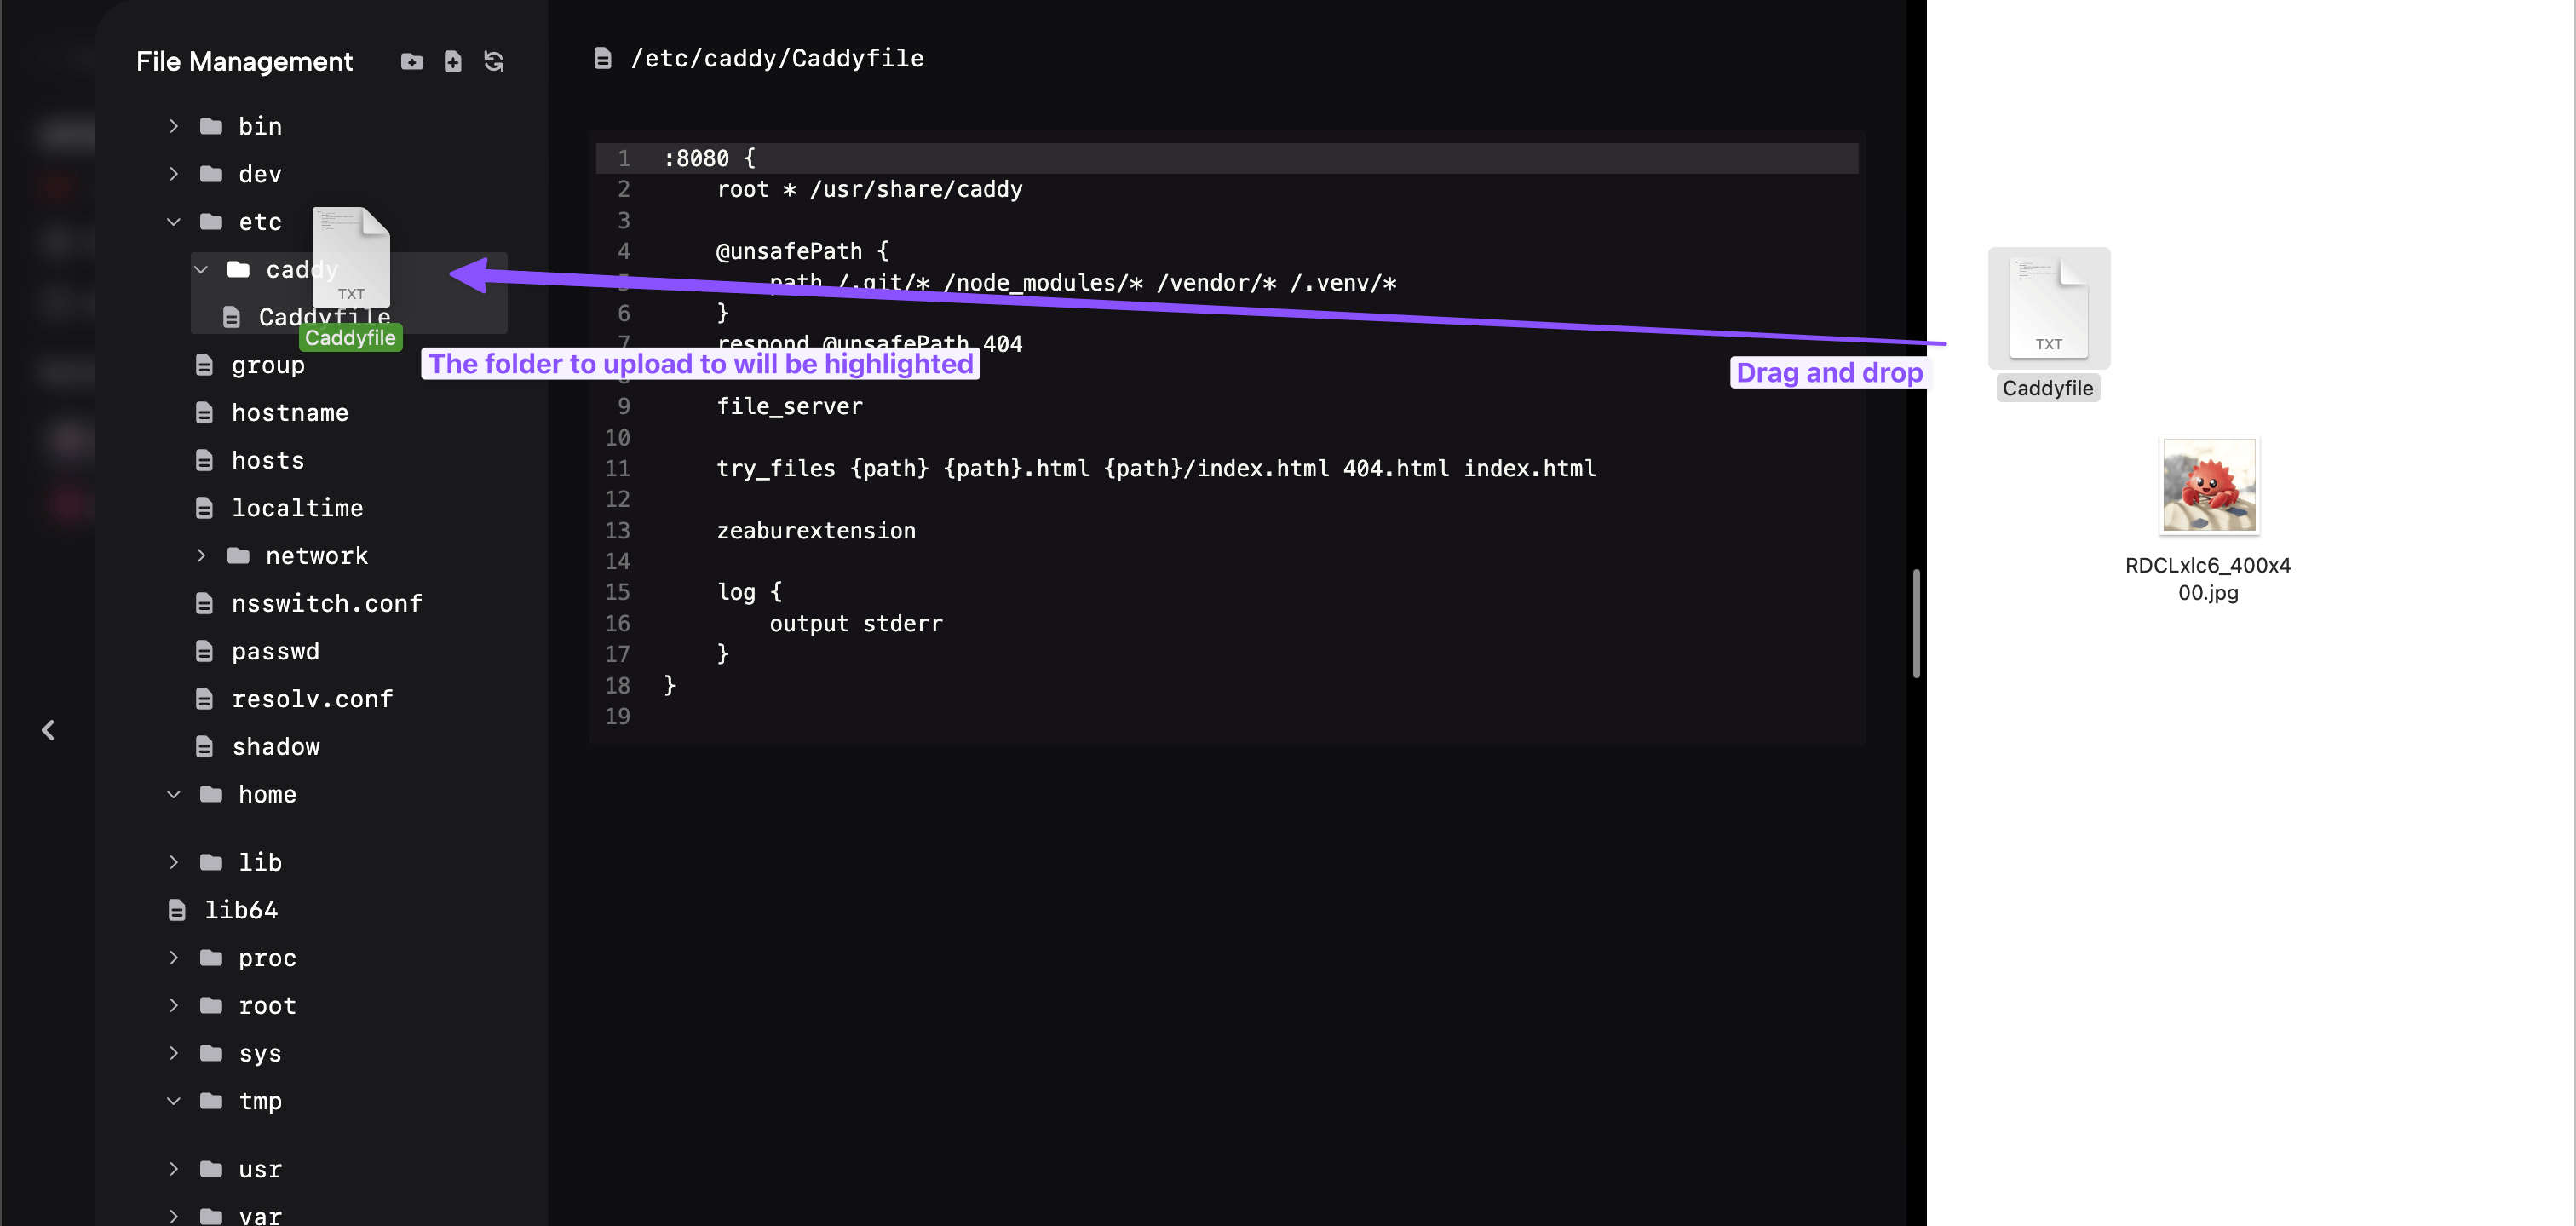 File Management
bin
dev
etc
caddy
Caddyfile
TXT
Caddyfile
group
hostname
hosts
localtime
network
nsswitch.conf
passwd
resolv.conf
shadow
home
lib
lib64
proc
root
sys
tmp
usr
var
/etc/caddy/Caddyfile
1 :8080 {
2 root * /usr/share/caddy
3
4 @unsafePath {
5 path /.git/* /node_modules/* /vendor/* /.venv/*
6 }
7 respond @unsafePath 404
The folder to upload to will be highlighted
9 file_server
10
11 try_files {path} {path}.html {path}/index.html 404.html index.html
12
13 zeaburextension
14
15 log {
16 output stderr
17 }
18 }
19
Drag and drop
TXT
Caddyfile
RDCLxlc6_400x4
00.jpg